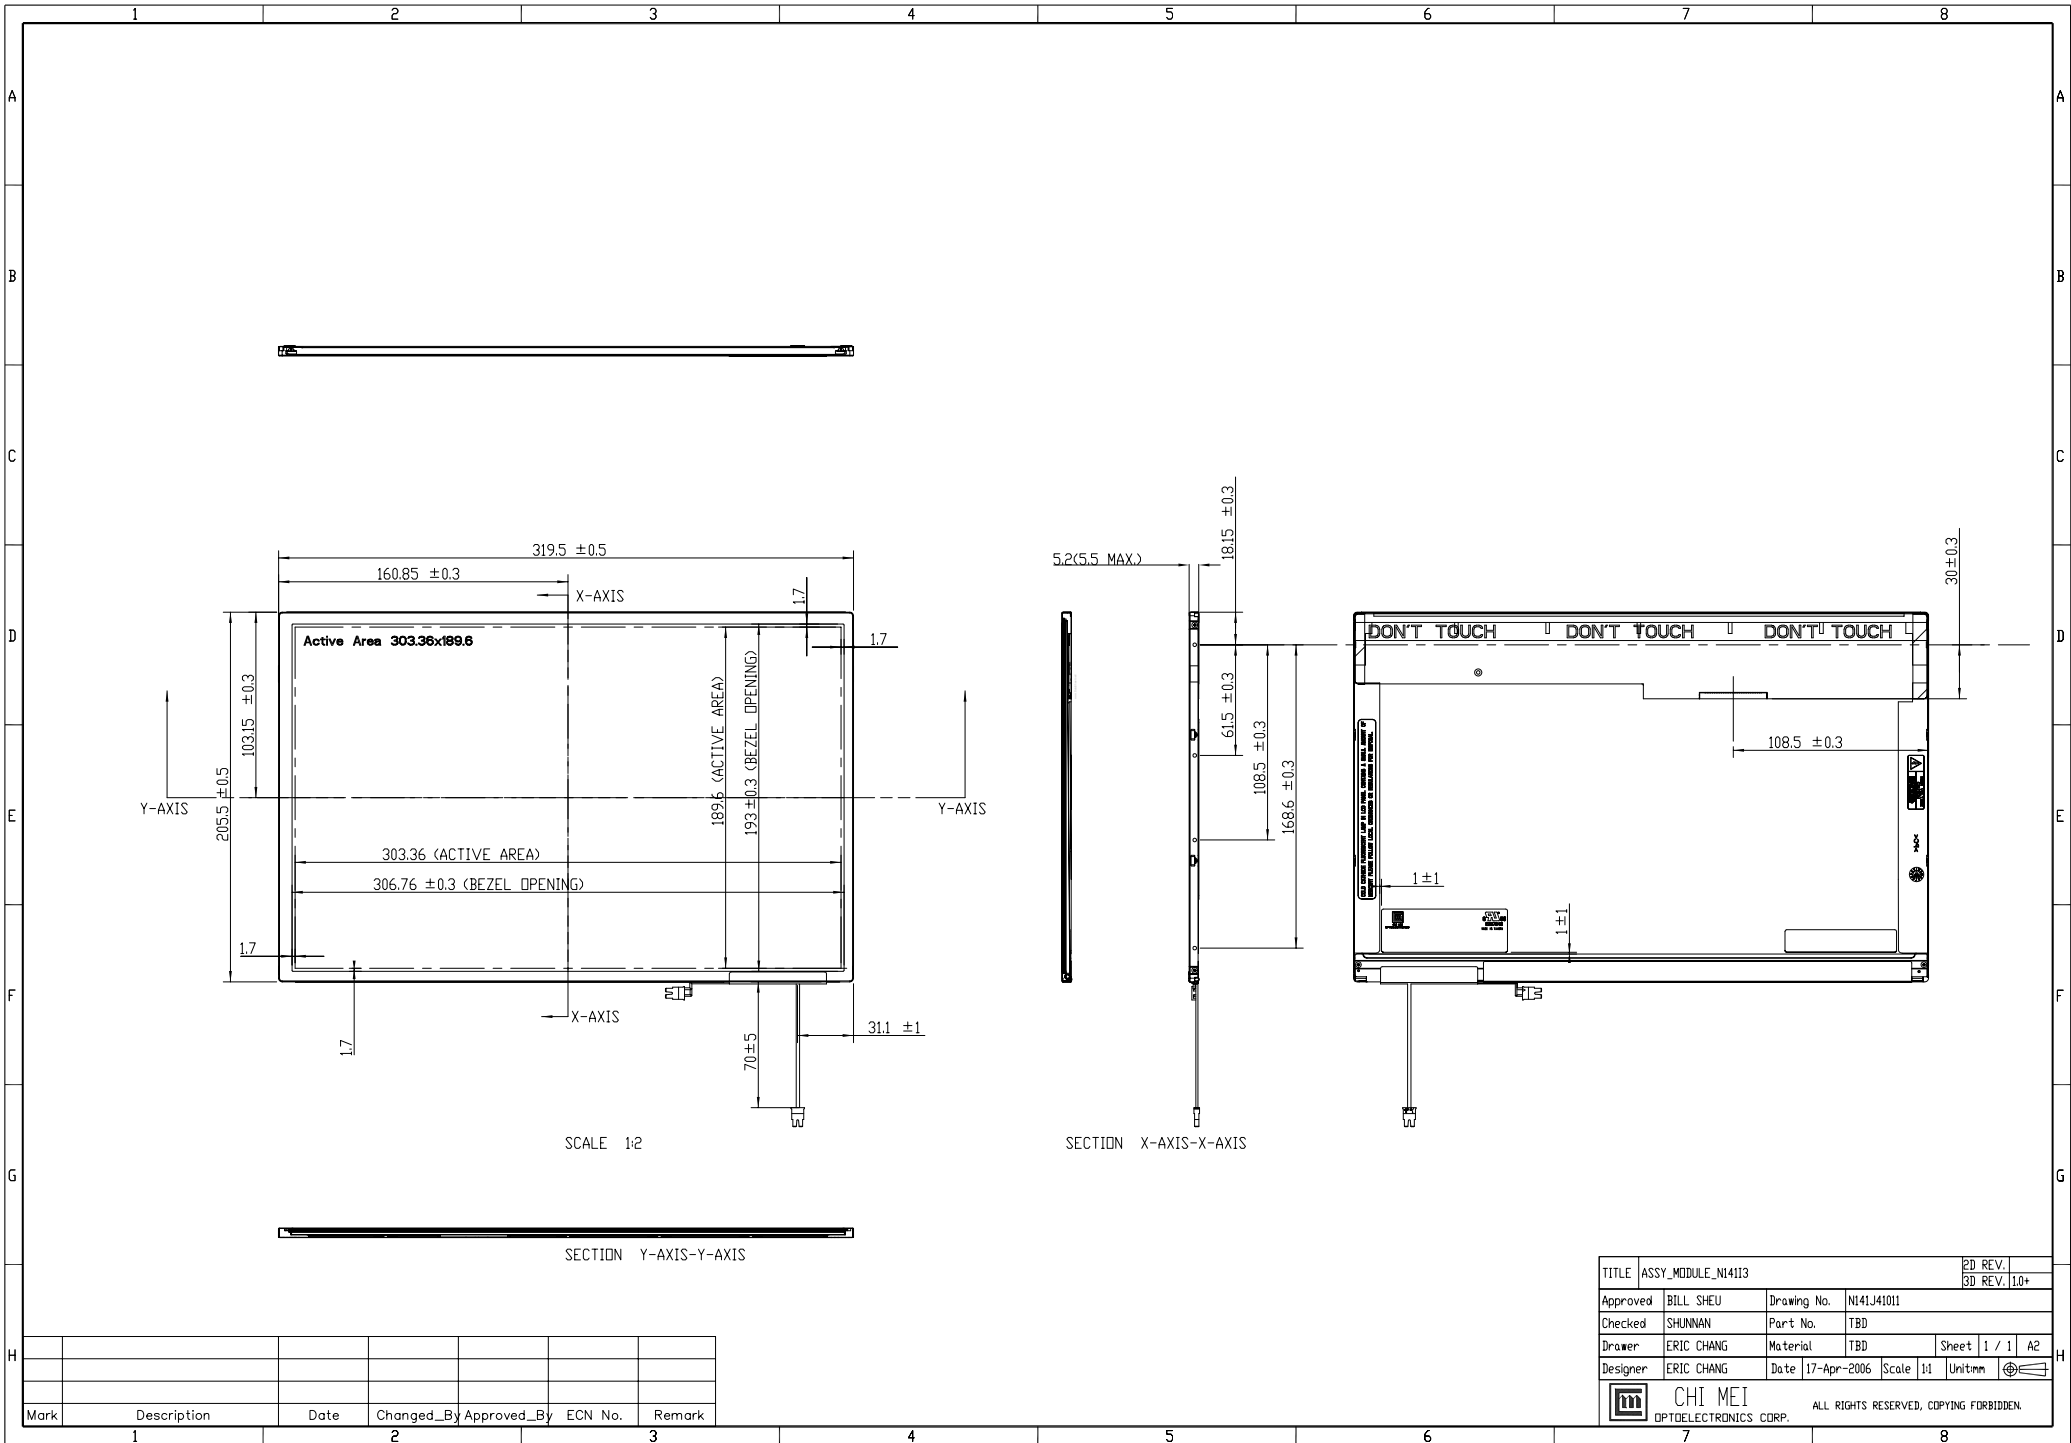 1 2 3 4 5 6 7 8
A A
B B
C C
D D
E E
F F
G G
H H
319.5 ±0.5
160.85 ±0.3
X-AXIS
1.7
1.7
Active Area 303.36x189.6
103.15 ±0.3
205.5 ±0.5
Y-AXIS
Y-AXIS
189.6 (ACTIVE AREA)
193±0.3 (BEZEL OPENING)
303.36 (ACTIVE AREA)
306.76 ±0.3 (BEZEL OPENING)
1.7
1.7
X-AXIS
70±5
31.1 ±1
SCALE 1:2
5.2(5.5 MAX.)
18.15 ±0.3
61.5 ±0.3
108.5 ±0.3
168.6 ±0.3
SECTION X-AXIS-X-AXIS
30±0.3
DON'T TOUCH DON'T TOUCH DON'T TOUCH
108.5 ±0.3
1±1
1±1
SECTION Y-AXIS-Y-AXIS
TITLE ASSY_MODULE_N141I3
2D REV.
3D REV. 1.0+
Approved BILL SHEU Drawing No. N141J41011
Checked SHUNNAN Part No. TBD
Drawer ERIC CHANG Material TBD Sheet 1 / 1 A2
Designer ERIC CHANG Date 17-Apr-2006 Scale 1:1 Unit:mm
CHI MEI
OPTOELECTRONICS CORP.
ALL RIGHTS RESERVED, COPYING FORBIDDEN.
Mark Description Date Changed_By Approved_By ECN No. Remark
1 2 3 4 5 6 7 8